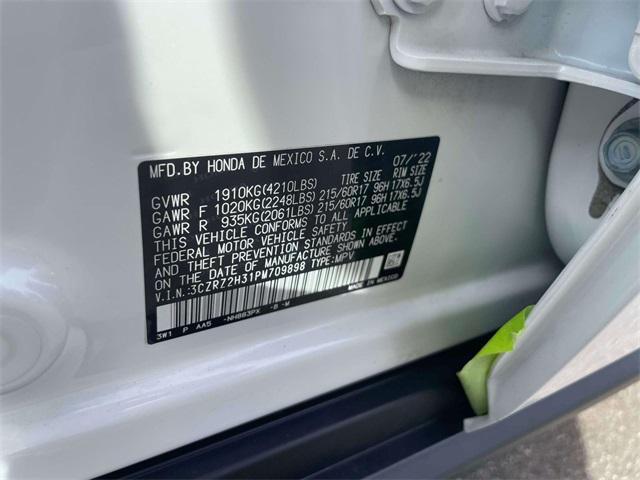 MFD.BY HONDA DE MEXICO S.A. DE C.V. 07/'22
TIRE SIZE RIM SIZE
GVWR 1910KG(4210LBS)
GAWR F 1020KG(2248LBS) 215/60R17 96H 17X6.5J
GAWR R 935KG(2061LBS) 215/60R17 96H 17X6.5J
THIS VEHICLE CONFORMS TO ALL APPLICABLE
FEDERAL MOTOR VEHICLE SAFETY
AND THEFT PREVENTION STANDARDS IN EFFECT
ON THE DATE OF MANUFACTURE SHOWN ABOVE.
V.I.N.:3CZRZ2H31PM709898 TYPE:MPV
3W1 P AA5 -NH883PX -B -M MADE IN MEXICO